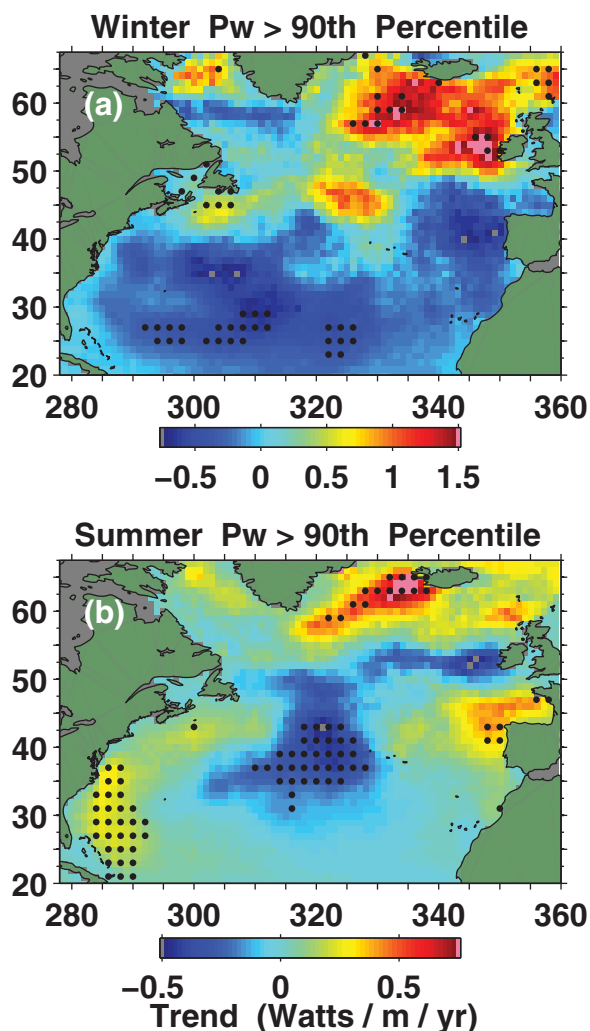 Winter Pw > 90th Percentile
(a)
60
50
40
30
20
280 300 320 340 360
−0.5 0 0.5 1 1.5
Summer Pw > 90th Percentile
(b)
60
50
40
30
20
280 300 320 340 360
−0.5 0 0.5
Trend (Watts / m / yr)